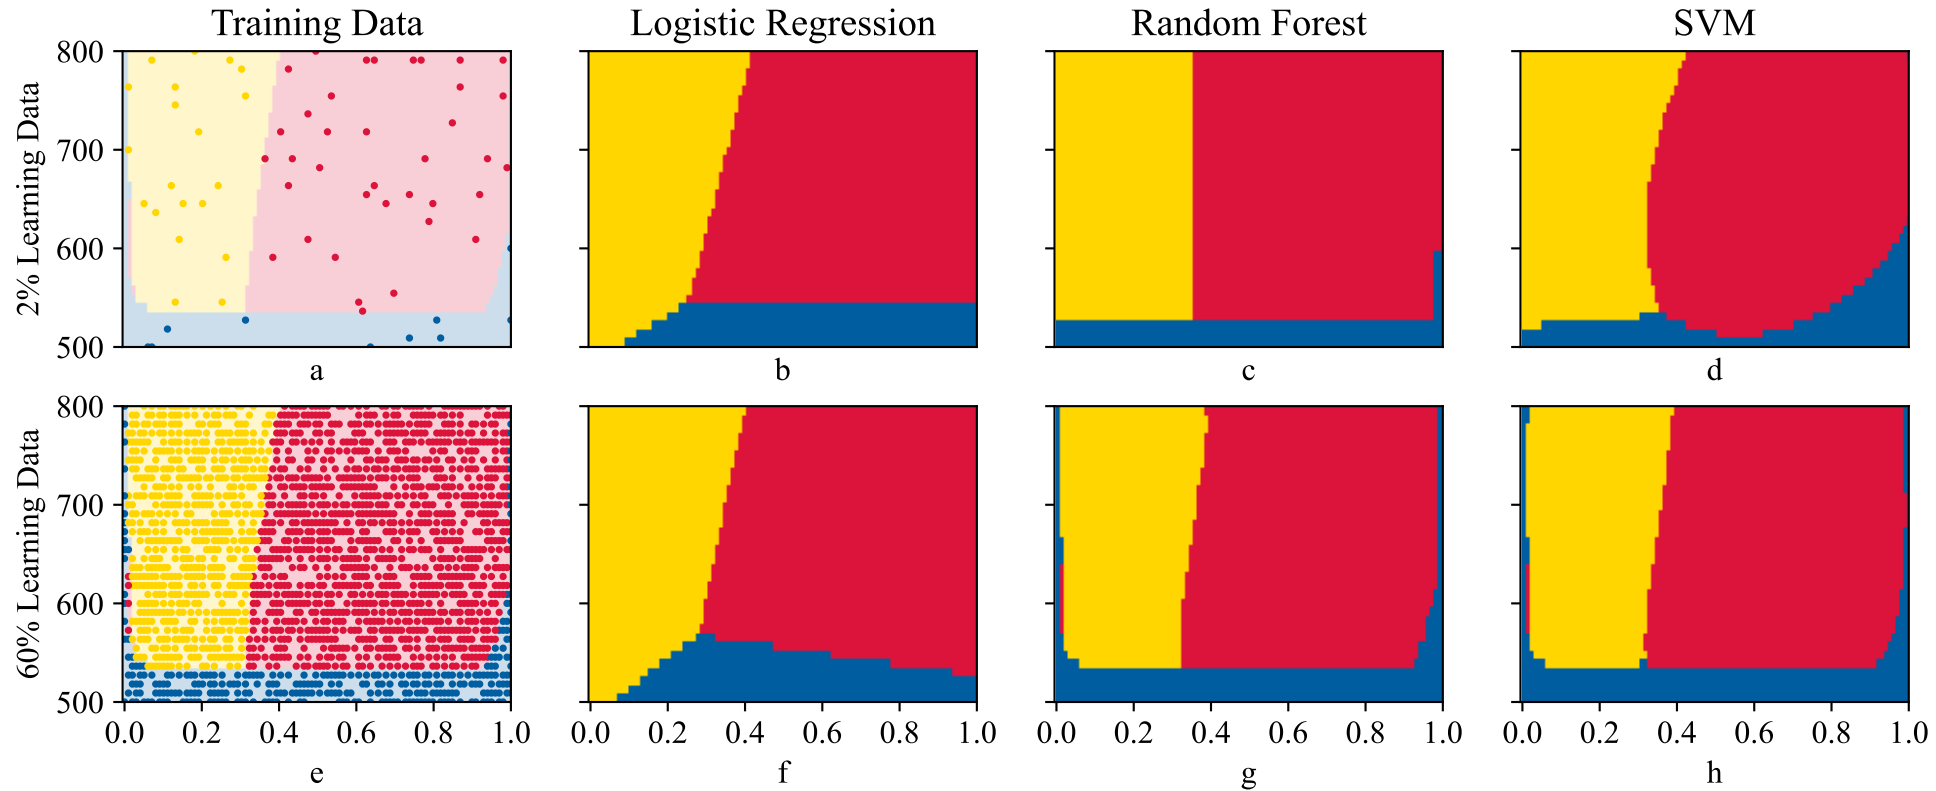 Training Data Logistic Regression Random Forest SVM
2% Learning Data
800
700
600
500
a b c d
60% Learning Data
800
700
600
500
0.0 0.2 0.4 0.6 0.8 1.0 0.0 0.2 0.4 0.6 0.8 1.0 0.0 0.2 0.4 0.6 0.8 1.0 0.0 0.2 0.4 0.6 0.8 1.0
e f g h